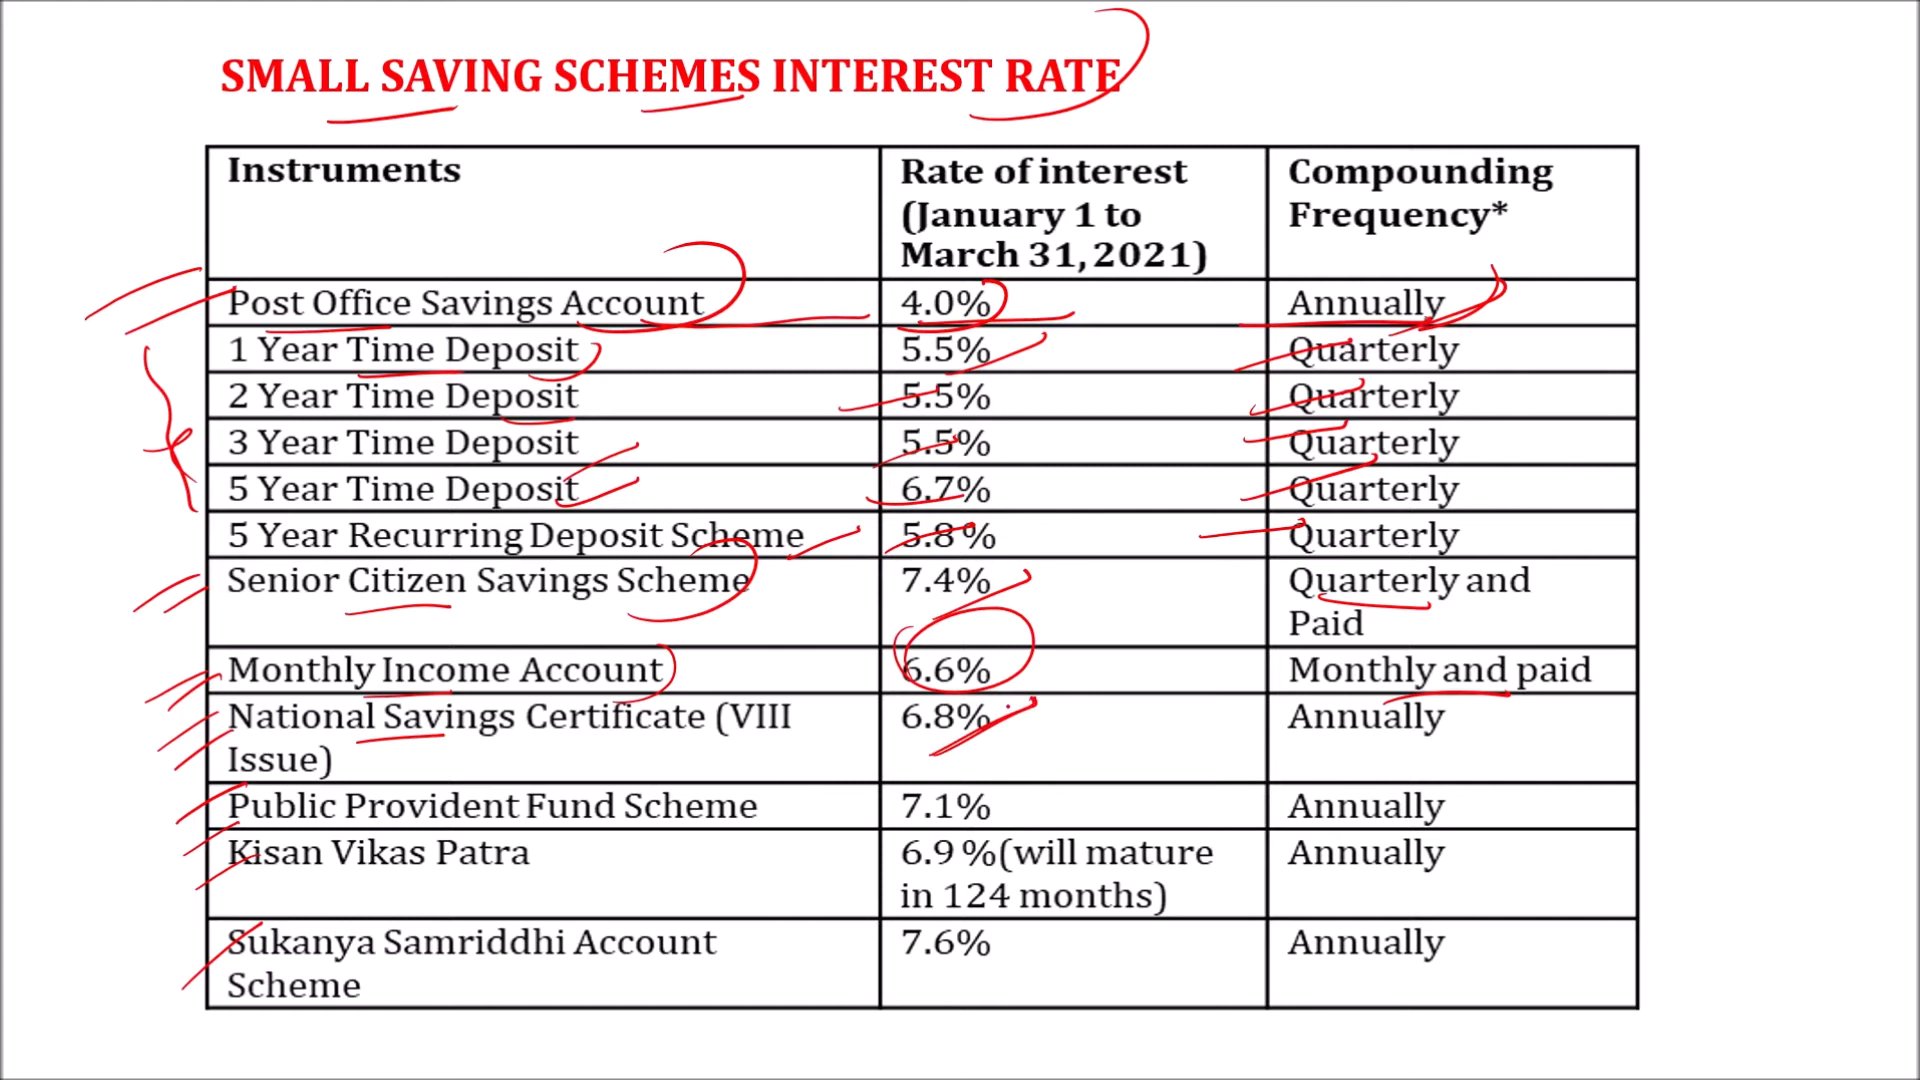 SMALL SAVING SCHEMES INTEREST RATE
Instruments
Rate of interest
(January 1 to
March 31, 2021)
Compounding
Frequency*
Post Office Savings Account
4.0%
Annually
1 Year Time Deposit
5.5%
Quarterly
2 Year Time Deposit
5.5%
Quarterly
3 Year Time Deposit
5.5%
Quarterly
5 Year Time Deposit
6.7%
Quarterly
5 Year Recurring Deposit Scheme
5.8%
Quarterly
Senior Citizen Savings Scheme
7.4%
Quarterly and
Paid
Monthly Income Account
6.6%
Monthly and paid
National Savings Certificate (VIII
Issue)
6.8%
Annually
Public Provident Fund Scheme
7.1%
Annually
Kisan Vikas Patra
6.9 %(will mature
in 124 months)
Annually
Sukanya Samriddhi Account
Scheme
7.6%
Annually